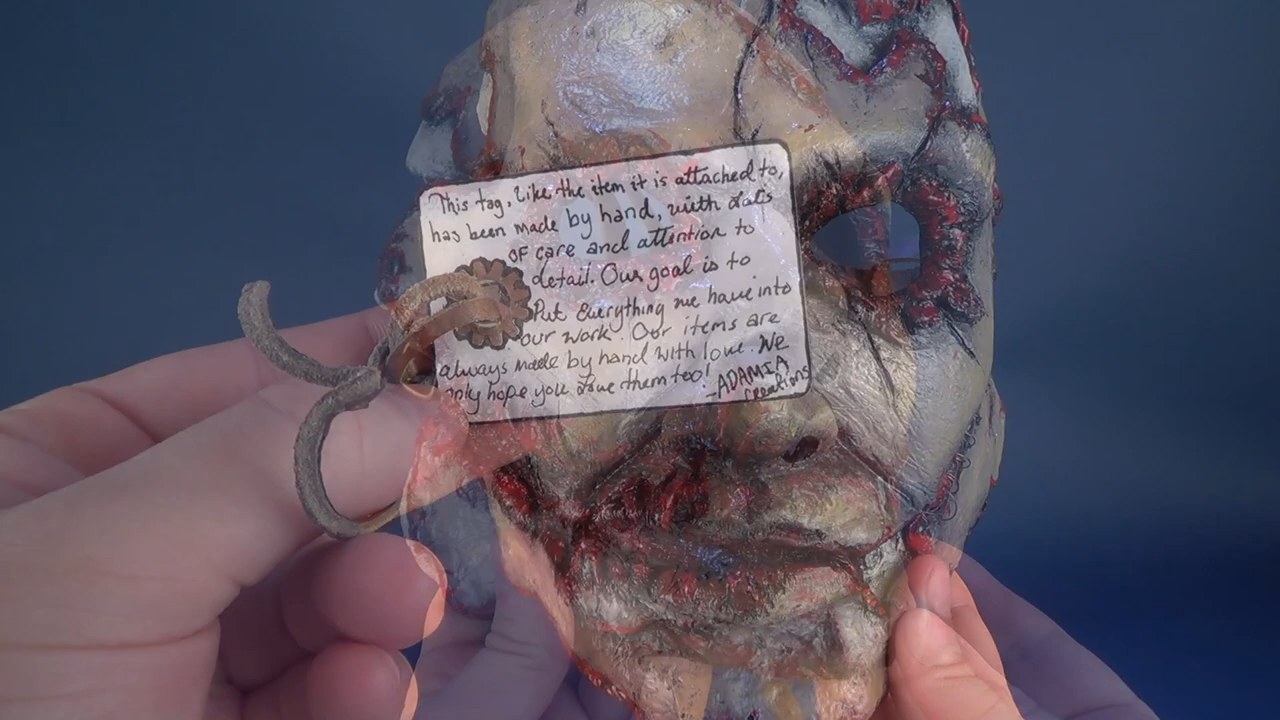 This tag, like the item it is attached to,
has been made by hand, with lots
of care and attention to
detail. Our goal is to
Put Everything we have into
our work. Our items are
always made by hand with love. We
only hope you love them too!
-ADAMIA
Creations